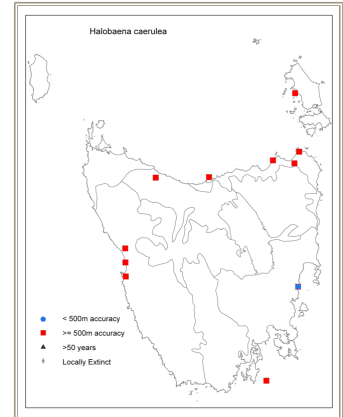 Halobaena caerulea
< 500m accuracy
>= 500m accuracy
>50 years
Locally Extinct